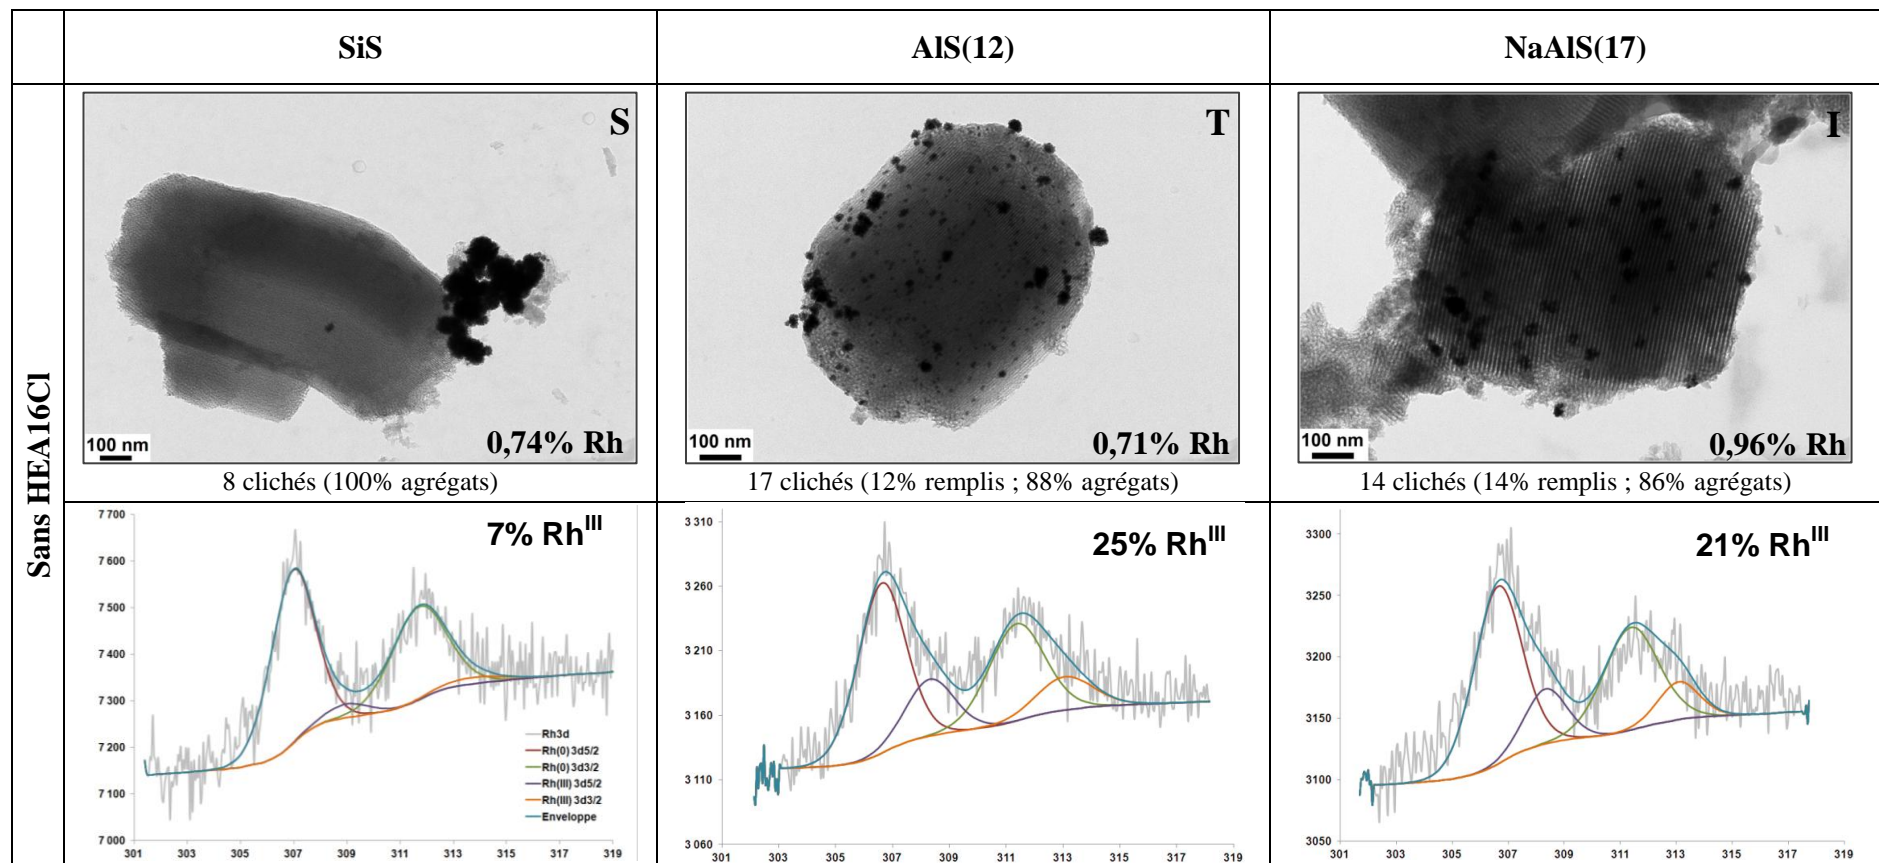 SiS
AlS(12)
NaAlS(17)
Sans HEA16Cl
S
100 nm
0,74% Rh
8 clichés (100% agrégats)
T
100 nm
0,71% Rh
17 clichés (12% remplis ; 88% agrégats)
I
100 nm
0,96% Rh
14 clichés (14% remplis ; 86% agrégats)
7% Rh^III
7 700
7 600
7 500
7 400
7 300
7 200
7 100
7 000
301 303 305 307 309 311 313 315 317 319
Rh3d
Rh(0) 3d5/2
Rh(0) 3d3/2
Rh(III) 3d5/2
Rh(III) 3d3/2
Enveloppe
25% Rh^III
3 310
3 260
3 210
3 160
3 110
3 060
301 303 305 307 309 311 313 315 317 319
21% Rh^III
3300
3250
3200
3150
3100
3050
301 303 305 307 309 311 313 315 317 319